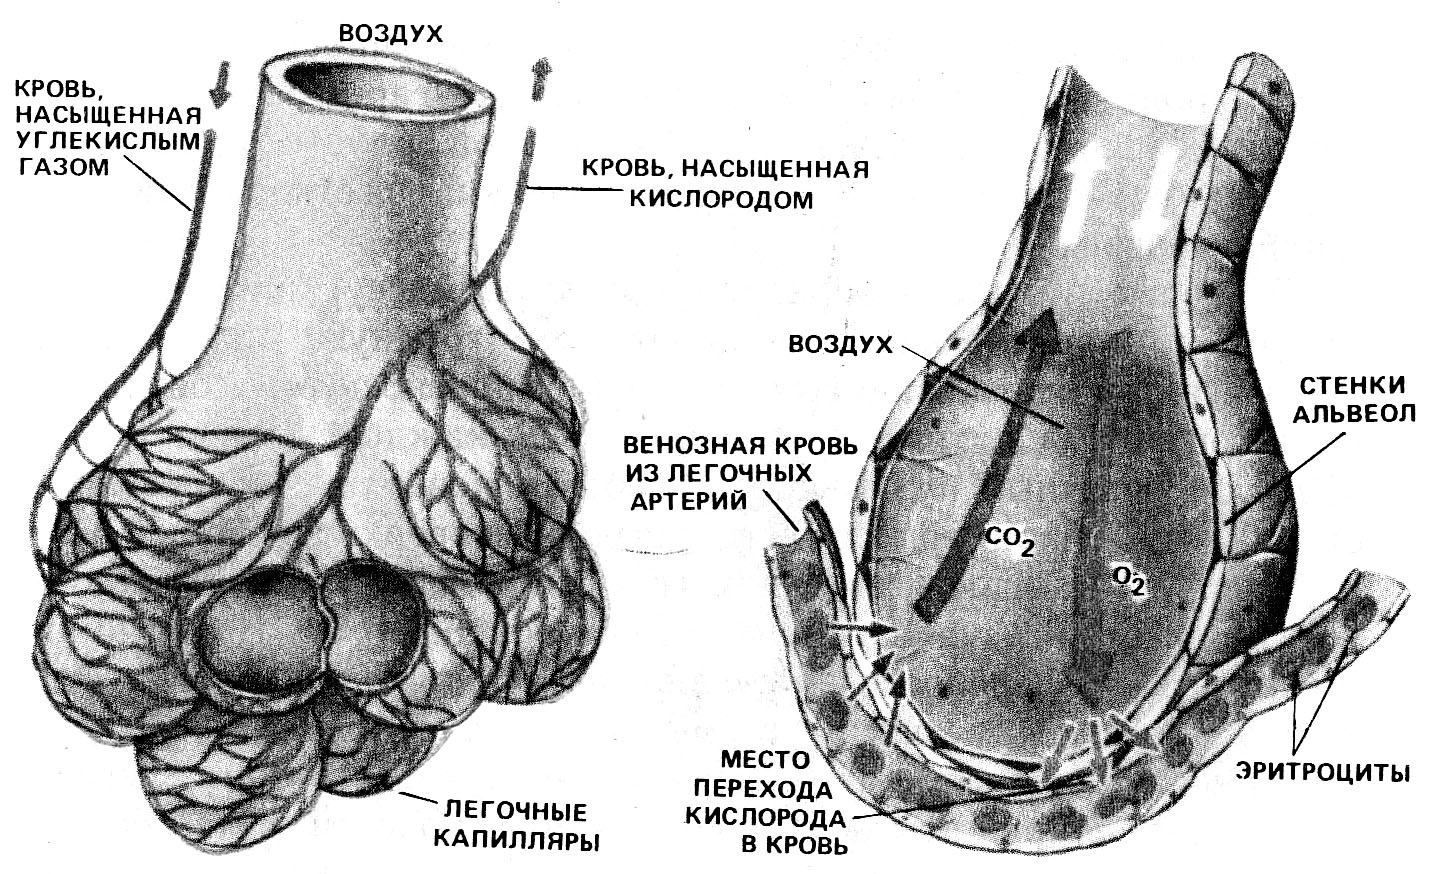 ВОЗДУХ
КРОВЬ,
НАСЫЩЕННАЯ
УГЛЕКИСЛЫМ
ГАЗОМ
КРОВЬ, НАСЫЩЕННАЯ
КИСЛОРОДОМ
ЛЕГОЧНЫЕ
КАПИЛЛЯРЫ
ВОЗДУХ
СТЕНКИ
АЛЬВЕОЛ
ВЕНОЗНАЯ КРОВЬ
ИЗ ЛЕГОЧНЫХ
АРТЕРИЙ
CO2
O2
МЕСТО
ПЕРЕХОДА
КИСЛОРОДА
В КРОВЬ
ЭРИТРОЦИТЫ